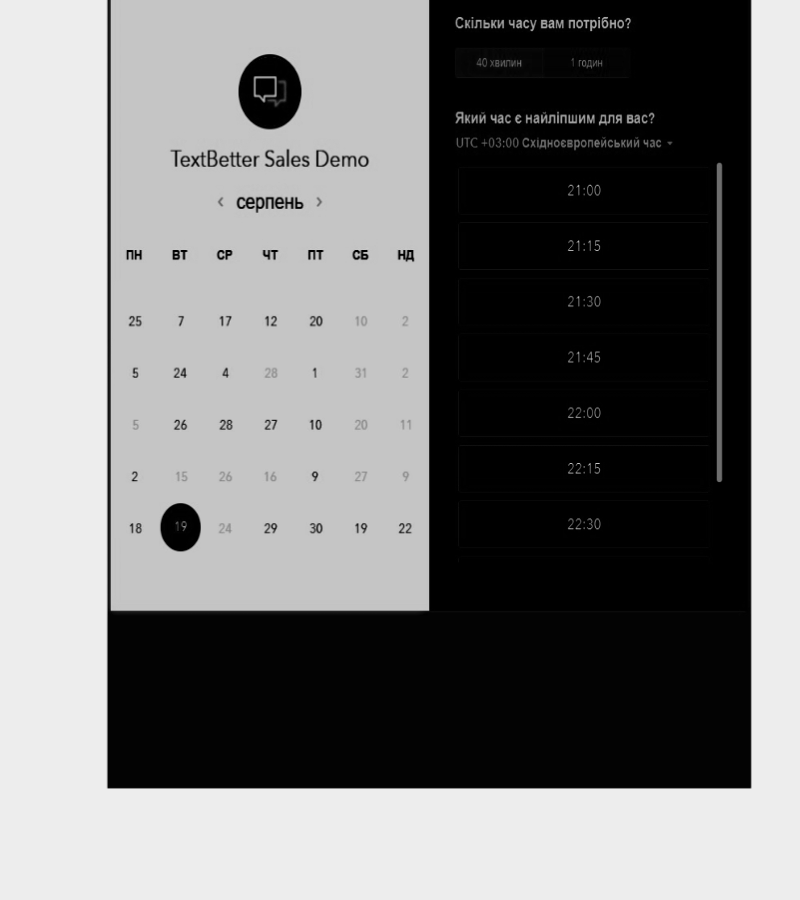 TextBetter Sales Demo
‹ серпень ›
ПН ВТ СР ЧТ ПТ СБ НД
25 7 17 12 20 10 2
5 24 4 28 1 31 2
5 26 28 27 10 20 11
2 15 26 16 9 27 9
18 19 24 29 30 19 22
Скільки часу вам потрібно?
40 хвилин 1 годин
Який час є найліпшим для вас?
UTC +03:00 Східноєвропейський час
21:00
21:15
21:30
21:45
22:00
22:15
22:30